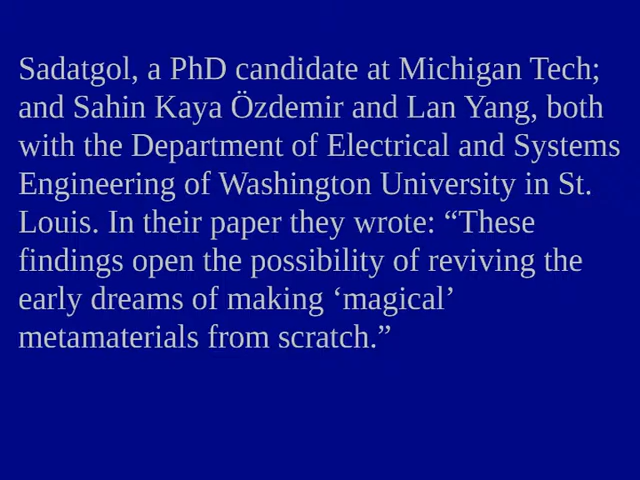 Sadatgol, a PhD candidate at Michigan Tech;
and Sahin Kaya Özdemir and Lan Yang, both
with the Department of Electrical and Systems
Engineering of Washington University in St.
Louis. In their paper they wrote: “These
findings open the possibility of reviving the
early dreams of making ‘magical’
metamaterials from scratch.”